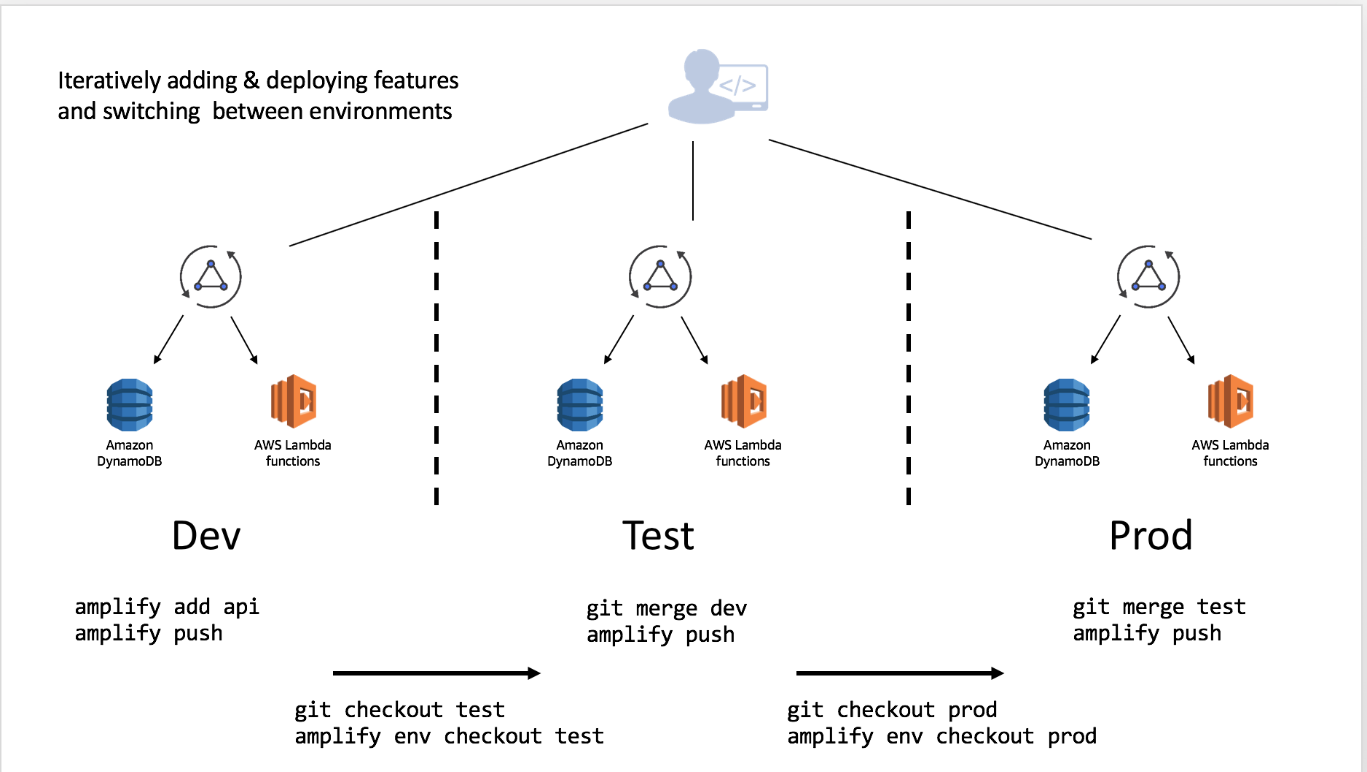 Iteratively adding & deploying features
and switching between environments
</>
Amazon
DynamoDB
AWS Lambda
functions
Amazon
DynamoDB
AWS Lambda
functions
Amazon
DynamoDB
AWS Lambda
functions
Dev
Test
Prod
amplify add api
amplify push
git merge dev
amplify push
git merge test
amplify push
git checkout test
amplify env checkout test
git checkout prod
amplify env checkout prod